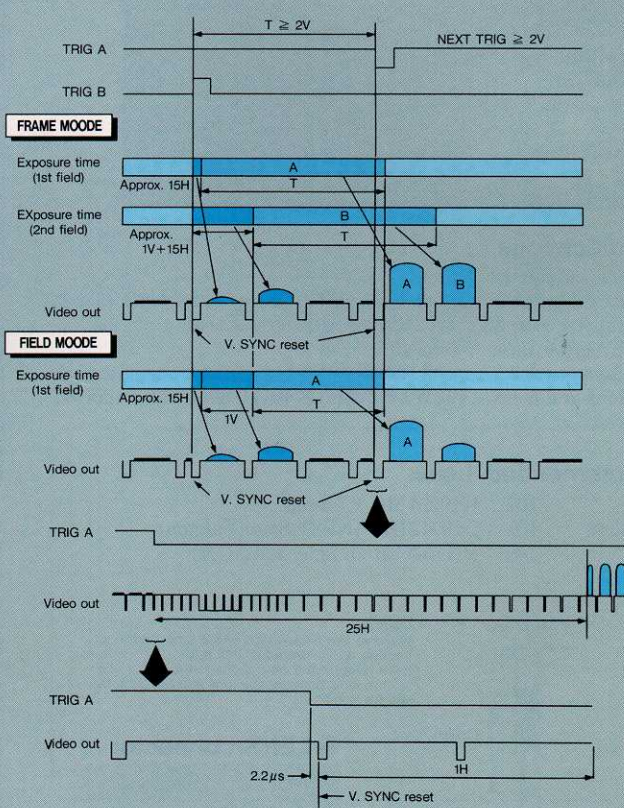 T ≧ 2V
TRIG A
NEXT TRIG ≧ 2V
TRIG B
FRAME MOODE
Exposure time
(1st field)
A
Approx. 15H
T
EXposure time
(2nd field)
B
Approx.
1V+15H
T
A
B
Video out
V. SYNC reset
FIELD MOODE
Exposure time
(1st field)
A
Approx. 15H
1V
T
A
Video out
V. SYNC reset
TRIG A
Video out
25H
TRIG A
Video out
2.2μs
1H
V. SYNC reset